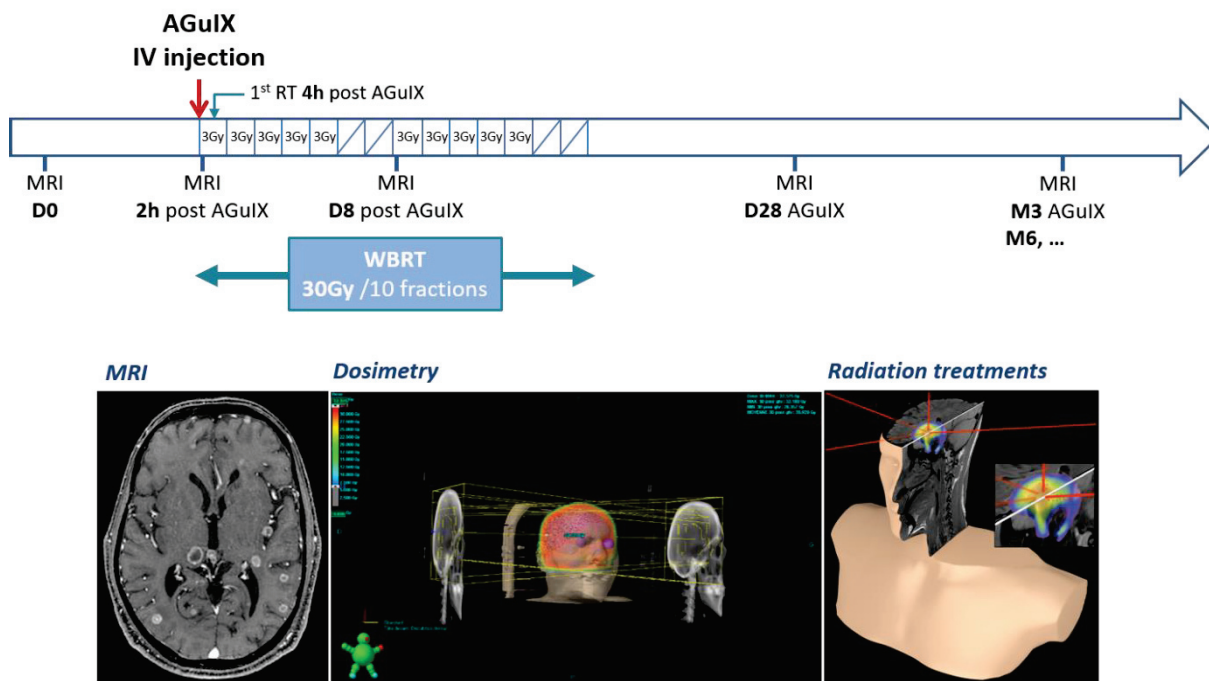 AGuIX
IV injection
1st RT 4h post AGuIX
3Gy 3Gy 3Gy 3Gy 3Gy 3Gy 3Gy 3Gy 3Gy 3Gy
MRI
D0
MRI
2h post AGuIX
MRI
D8 post AGuIX
MRI
D28 AGuIX
MRI
M3 AGuIX
M6, ...
WBRT
30Gy /10 fractions
MRI
Dosimetry
Radiation treatments